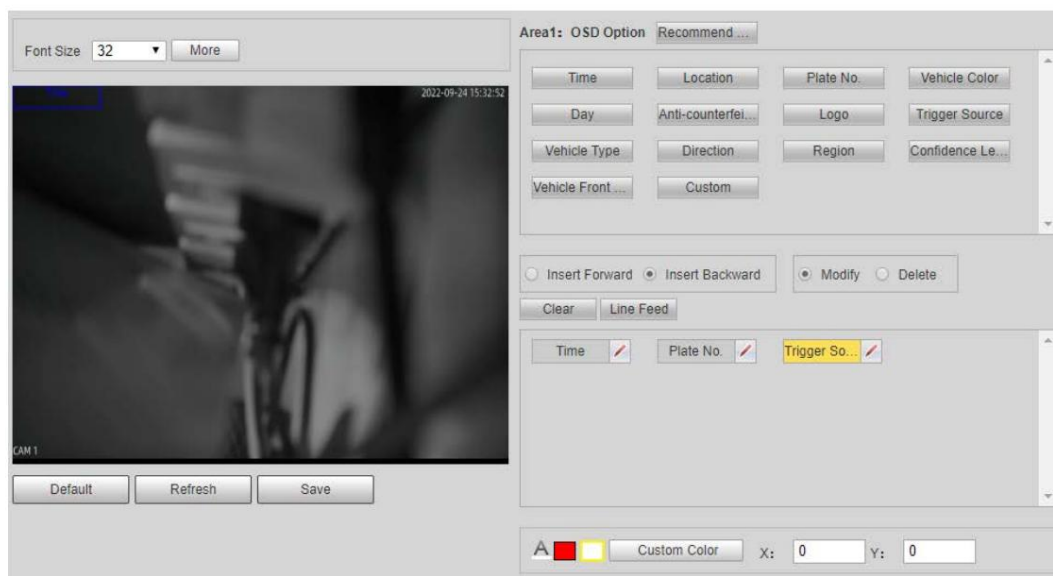 Font Size 32 More
2022-09-24 15:32:52
CAM 1
Default Refresh Save
Area1: OSD Option Recommend ...
Time Location Plate No. Vehicle Color
Day Anti-counterfei... Logo Trigger Source
Vehicle Type Direction Region Confidence Le...
Vehicle Front ... Custom
Insert Forward Insert Backward Modify Delete
Clear Line Feed
Time Plate No. Trigger So...
A Custom Color X: 0 Y: 0